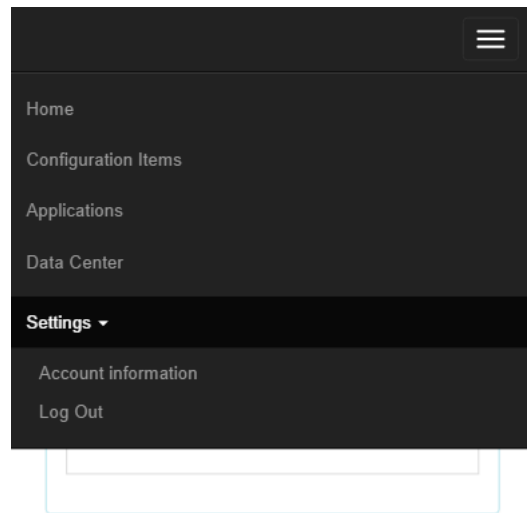 Home
Configuration Items
Applications
Data Center
Settings
Account information
Log Out